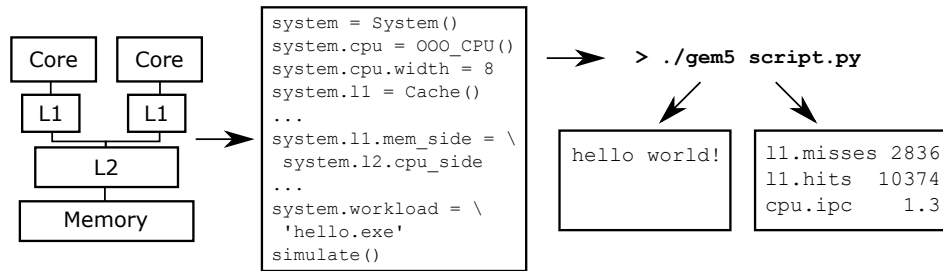 Core Core
L1 L1
L2
Memory
system = System()
system.cpu = OOO_CPU()
system.cpu.width = 8
system.l1 = Cache()
...
system.l1.mem_side = \
system.l2.cpu_side
...
system.workload = \
'hello.exe'
simulate()
> ./gem5 script.py
hello world!
l1.misses 2836
l1.hits 10374
cpu.ipc 1.3